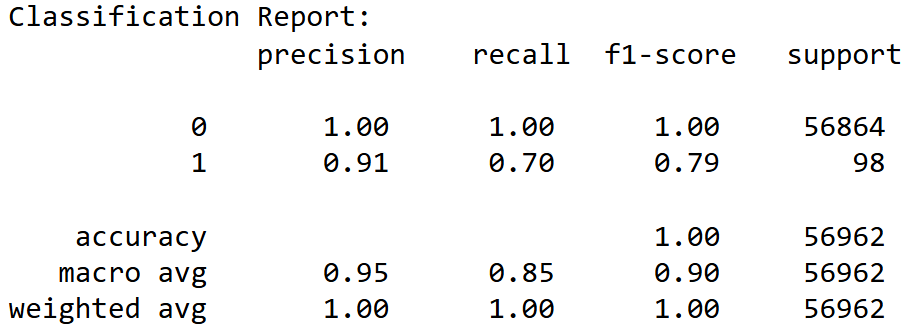 Classification Report:
precision recall f1-score support
0 1.00 1.00 1.00 56864
1 0.91 0.70 0.79 98
accuracy 1.00 56962
macro avg 0.95 0.85 0.90 56962
weighted avg 1.00 1.00 1.00 56962